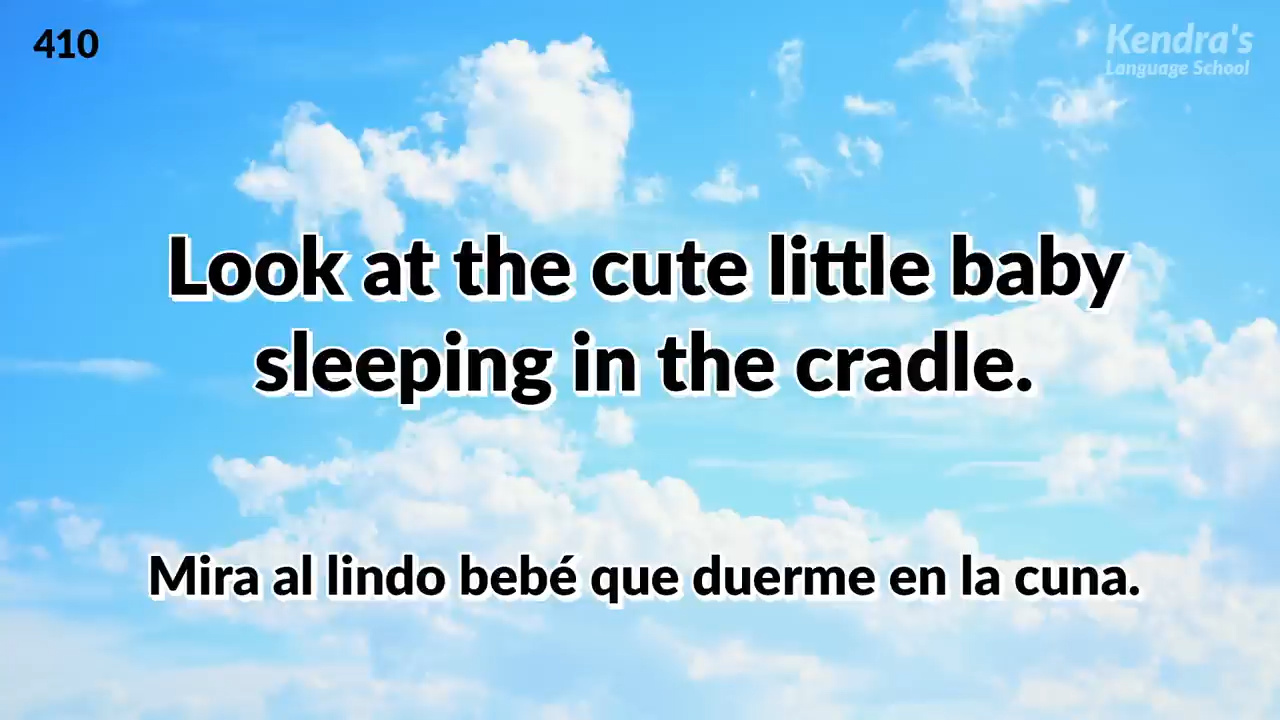 410
Kendra's
Language School
Look at the cute little baby
sleeping in the cradle.
Mira al lindo bebé que duerme en la cuna.